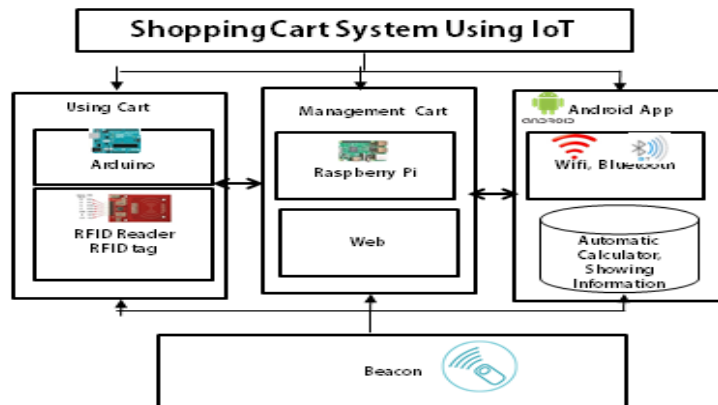 Shopping Cart System Using IoT
Using Cart
Arduino
RFID Reader
RFID tag
Management Cart
Raspberry Pi
Web
ANDROID
Android App
Wifi, Bluetooth
Automatic
Calculator,
Showing
Information
Beacon